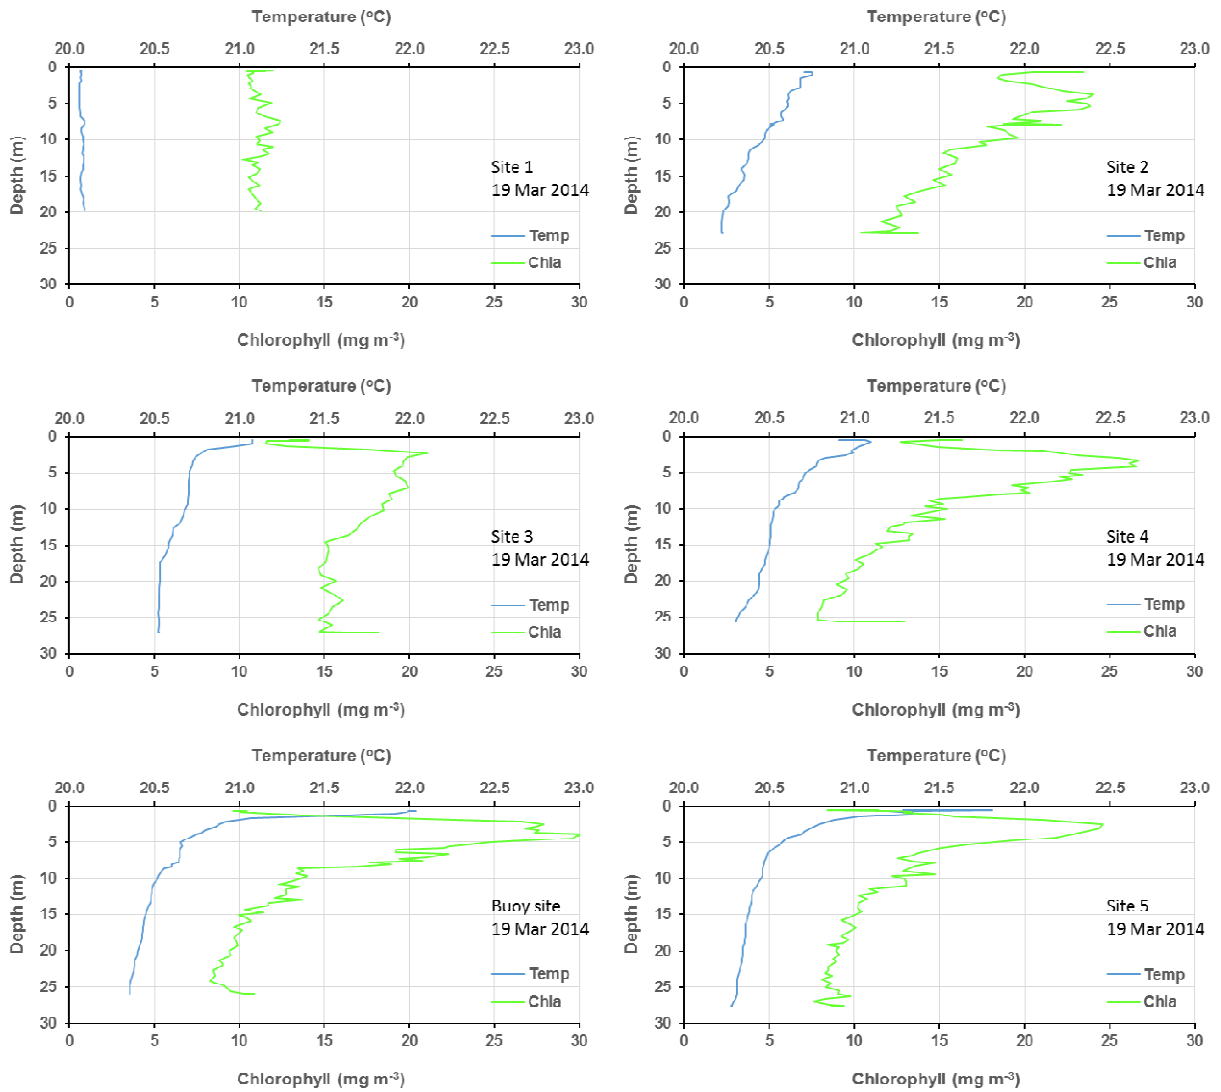 Temperature (°C)
20.0 20.5 21.0 21.5 22.0 22.5 23.0
0
5
10
15
20
25
30
Depth (m)
Site 1
19 Mar 2014
Temp
Chla
0 5 10 15 20 25 30
Chlorophyll (mg m⁻³)
Temperature (°C)
20.0 20.5 21.0 21.5 22.0 22.5 23.0
0
5
10
15
20
25
30
Depth (m)
Site 2
19 Mar 2014
Temp
Chla
0 5 10 15 20 25 30
Chlorophyll (mg m⁻³)
Temperature (°C)
20.0 20.5 21.0 21.5 22.0 22.5 23.0
0
5
10
15
20
25
30
Depth (m)
Site 3
19 Mar 2014
Temp
Chla
0 5 10 15 20 25 30
Chlorophyll (mg m⁻³)
Temperature (°C)
20.0 20.5 21.0 21.5 22.0 22.5 23.0
0
5
10
15
20
25
30
Depth (m)
Site 4
19 Mar 2014
Temp
Chla
0 5 10 15 20 25 30
Chlorophyll (mg m⁻³)
Temperature (°C)
20.0 20.5 21.0 21.5 22.0 22.5 23.0
0
5
10
15
20
25
30
Depth (m)
Buoy site
19 Mar 2014
Temp
Chla
0 5 10 15 20 25 30
Chlorophyll (mg m⁻³)
Temperature (°C)
20.0 20.5 21.0 21.5 22.0 22.5 23.0
0
5
10
15
20
25
30
Depth (m)
Site 5
19 Mar 2014
Temp
Chla
0 5 10 15 20 25 30
Chlorophyll (mg m⁻³)